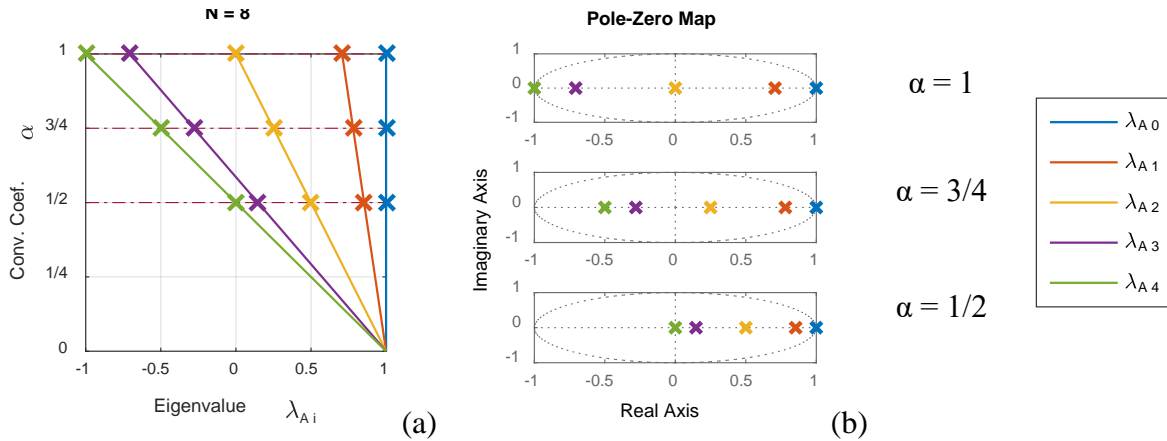 N = 8
1
3/4
1/2
1/4
0
α
Conv. Coef.
-1 -0.5 0 0.5 1
Eigenvalue λA i
(a)
Pole-Zero Map
1
0
-1
α = 1
1
0
-1
α = 3/4
1
0
-1
α = 1/2
-1 -0.5 0 0.5 1
Imaginary Axis
Real Axis
(b)
λA 0
λA 1
λA 2
λA 3
λA 4